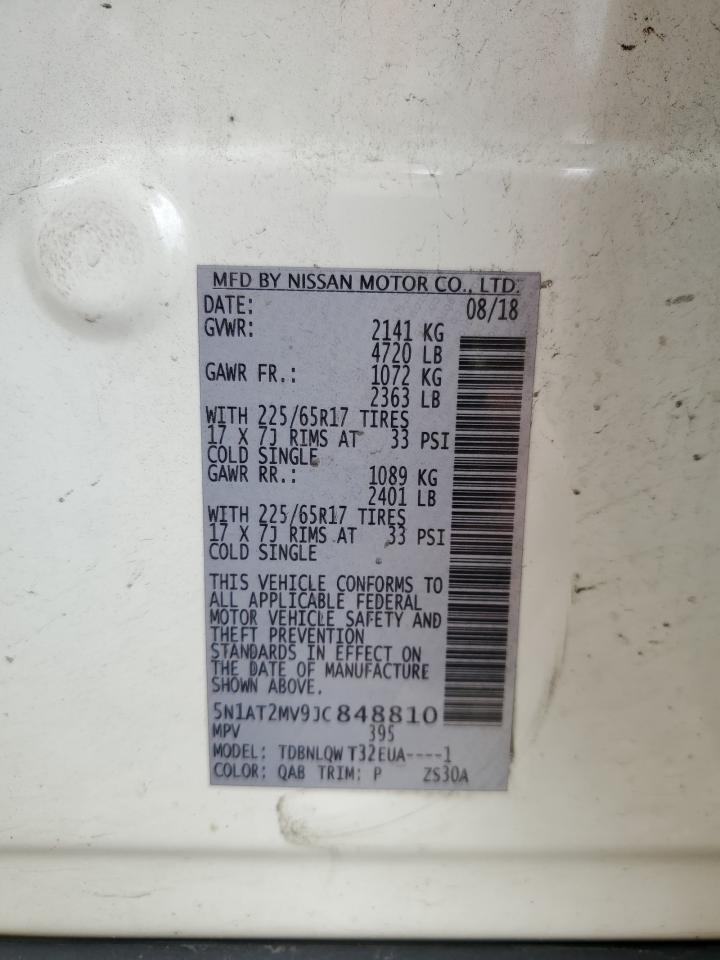 MFD BY NISSAN MOTOR CO., LTD.
DATE: 08/18
GVWR: 2141 KG
4720 LB
GAWR FR.: 1072 KG
2363 LB
WITH 225/65R17 TIRES
17 X 7J RIMS AT 33 PSI
COLD SINGLE
GAWR RR.: 1089 KG
2401 LB
WITH 225/65R17 TIRES
17 X 7J RIMS AT 33 PSI
COLD SINGLE
THIS VEHICLE CONFORMS TO
ALL APPLICABLE FEDERAL
MOTOR VEHICLE SAFETY AND
THEFT PREVENTION
STANDARDS IN EFFECT ON
THE DATE OF MANUFACTURE
SHOWN ABOVE.
5N1AT2MV9JC848810
MPV 395
MODEL: TDBNLQW T32EUA----1
COLOR: QAB TRIM: P ZS30A